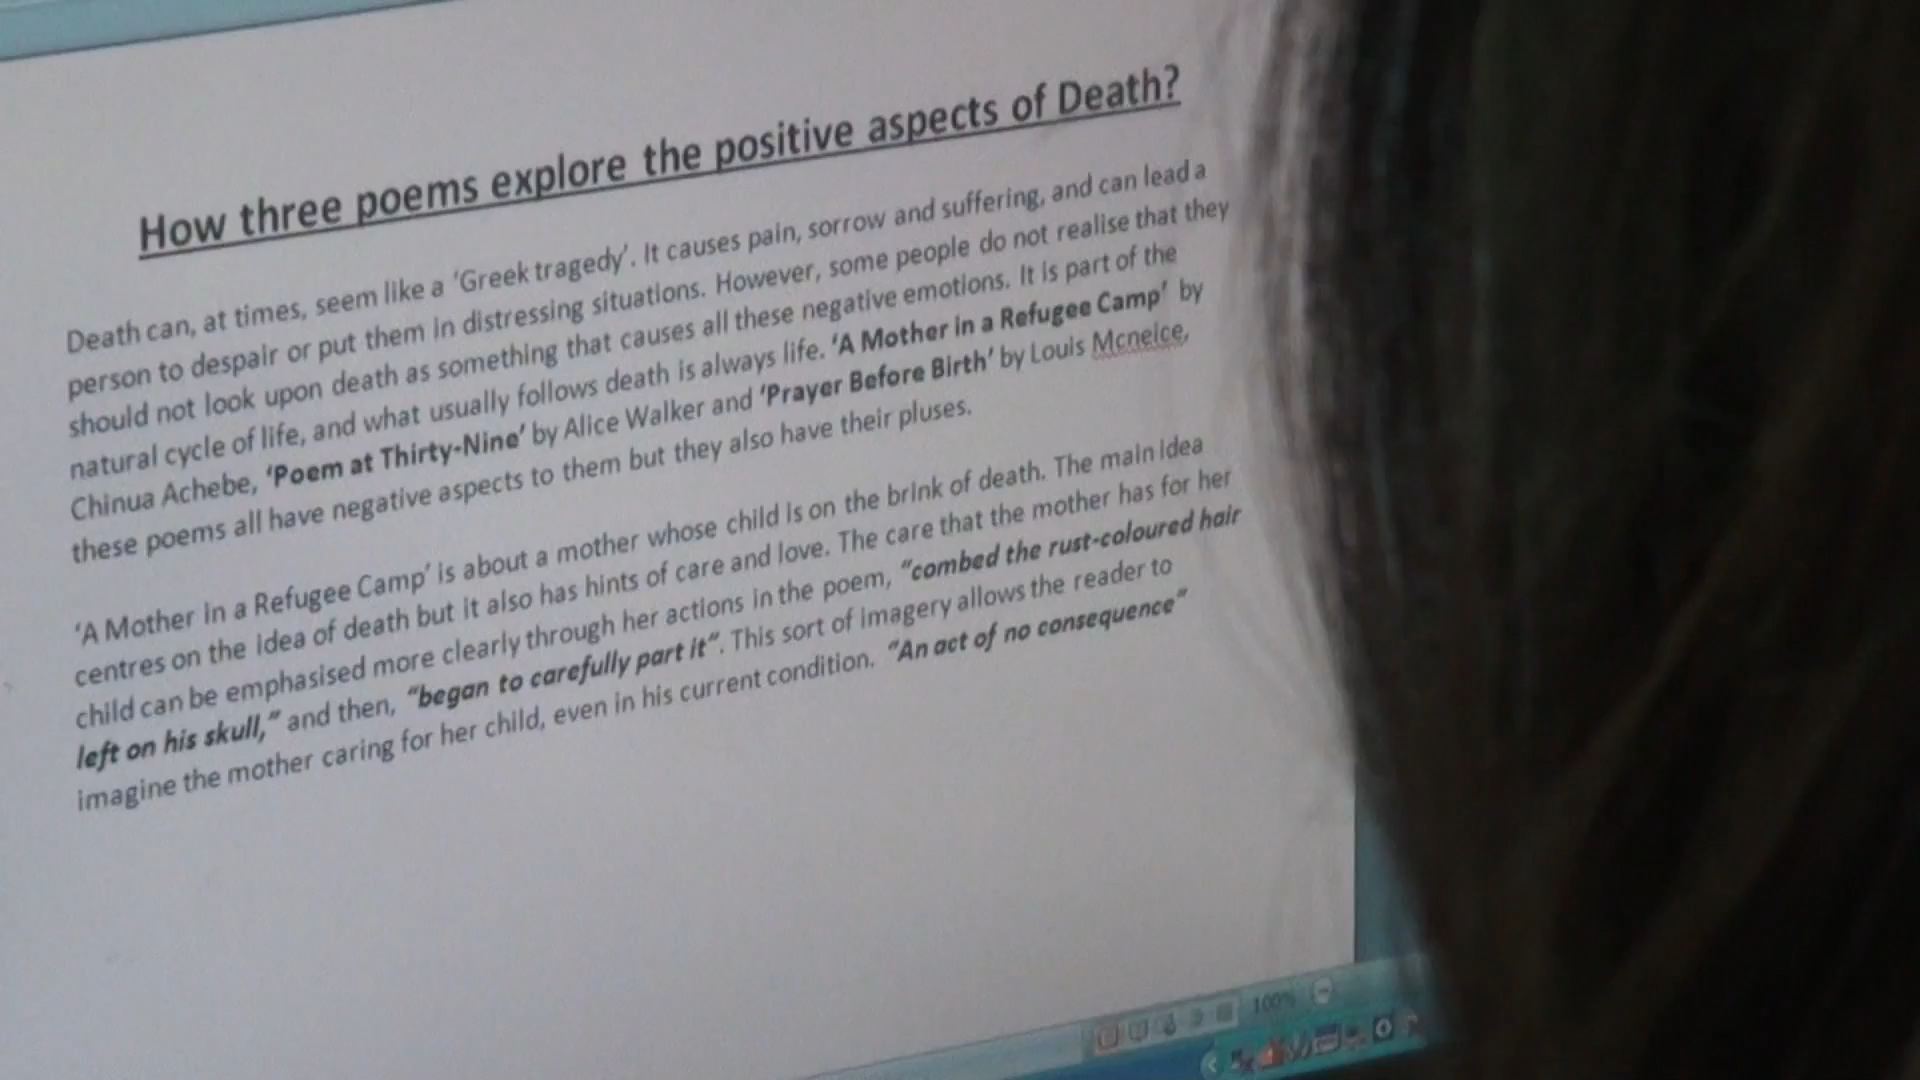 How three poems explore the positive aspects of Death?
Death can, at times, seem like a ‘Greek tragedy’. It causes pain, sorrow and suffering, and can lead a
person to despair or put them in distressing situations. However, some people do not realise that they
should not look upon death as something that causes all these negative emotions. It is part of the
natural cycle of life, and what usually follows death is always life. ‘A Mother in a Refugee Camp’ by
Chinua Achebe, ‘Poem at Thirty-Nine’ by Alice Walker and ‘Prayer Before Birth’ by Louis Mcneice,
these poems all have negative aspects to them but they also have their pluses.
‘A Mother in a Refugee Camp’ is about a mother whose child is on the brink of death. The main idea
centres on the idea of death but it also has hints of care and love. The care that the mother has for her
child can be emphasised more clearly through her actions in the poem, “combed the rust-coloured hair
left on his skull,” and then, “began to carefully part it”. This sort of imagery allows the reader to
imagine the mother caring for her child, even in his current condition. “An act of no consequence”
100%